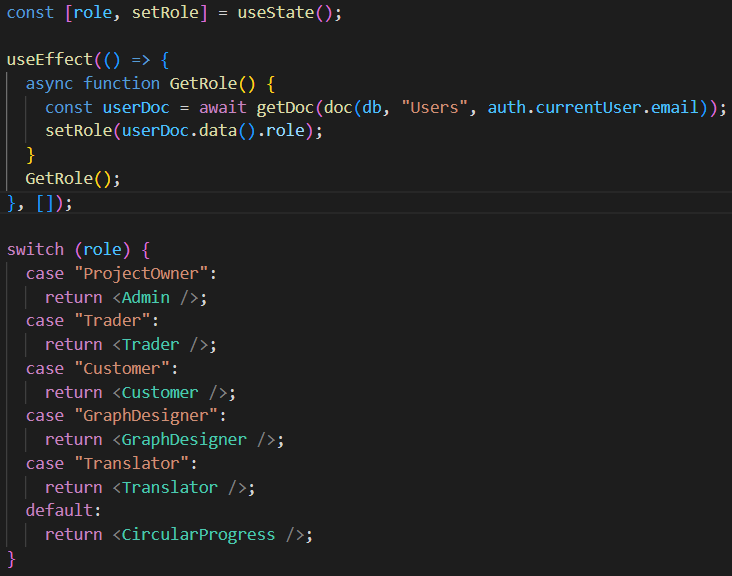 const [role, setRole] = useState();

useEffect(() => {
  async function GetRole() {
    const userDoc = await getDoc(doc(db, "Users", auth.currentUser.email));
    setRole(userDoc.data().role);
  }
  GetRole();
}, []);

switch (role) {
  case "ProjectOwner":
    return <Admin />;
  case "Trader":
    return <Trader />;
  case "Customer":
    return <Customer />;
  case "GraphDesigner":
    return <GraphDesigner />;
  case "Translator":
    return <Translator />;
  default:
    return <CircularProgress />;
}